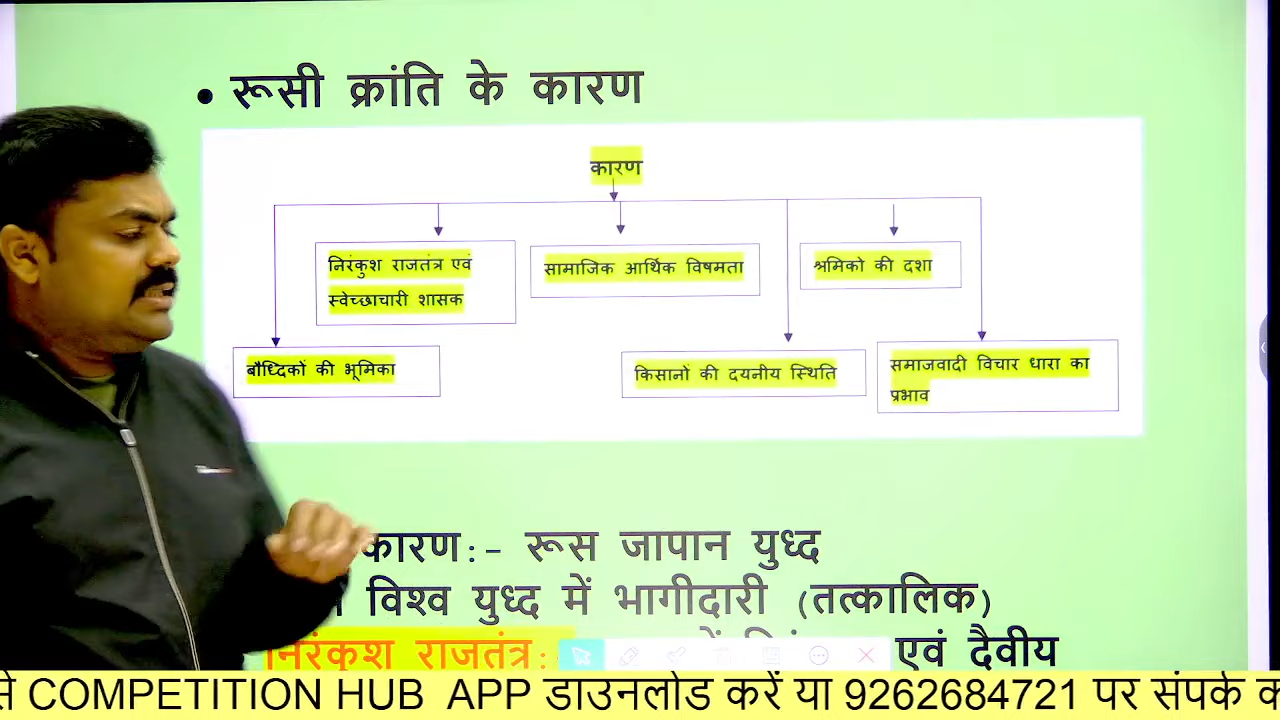 • रूसी क्रांति के कारण
कारण
निरंकुश राजतंत्र एवं
स्वेच्छाचारी शासक
सामाजिक आर्थिक विषमता
श्रमिको की दशा
बौध्दिकों की भूमिका
किसानों की दयनीय स्थिति
समाजवादी विचार धारा का
प्रभाव
कारण:- रूस जापान युध्द
विश्व युध्द में भागीदारी (तत्कालिक)
निरंकुश राजतंत्र: एवं दैवीय
से COMPETITION HUB APP डाउनलोड करें या 9262684721 पर संपर्क